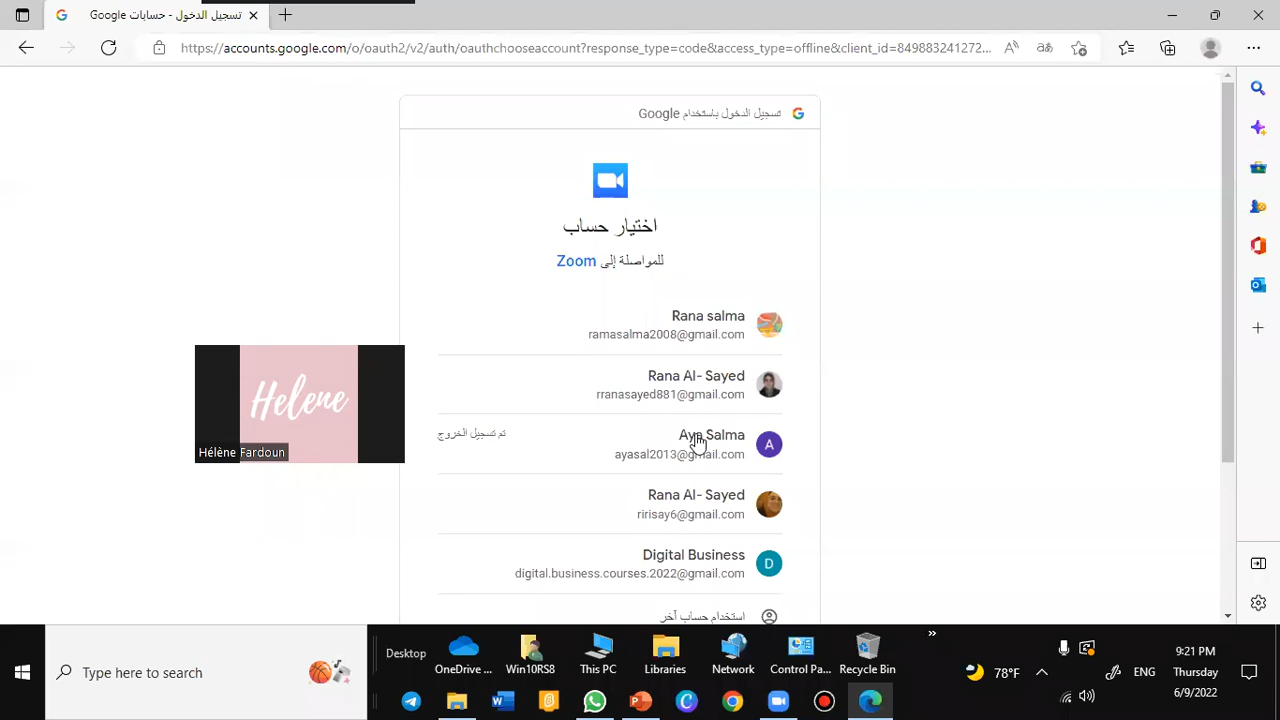 تسجيل الدخول - حسابات Google
https://accounts.google.com/o/oauth2/v2/auth/oauthchooseaccount?response_type=code&access_type=offline&client_id=849883241272...
تسجيل الدخول باستخدام Google
اختيار حساب
للمواصلة إلى Zoom
Rana salma
ramasalma2008@gmail.com
Rana Al- Sayed
rranasayed881@gmail.com
Aya Salma
تم تسجيل الخروج
ayasal2013@gmail.com
Rana Al- Sayed
ririsay6@gmail.com
Digital Business
digital.business.courses.2022@gmail.com
استخدام حساب آخر
Helene
Hélène Fardoun
Type here to search
Desktop
OneDrive ...
Win10RS8
This PC
Libraries
Network
Control Pa...
Recycle Bin
78°F
ENG
9:21 PM
Thursday
6/9/2022